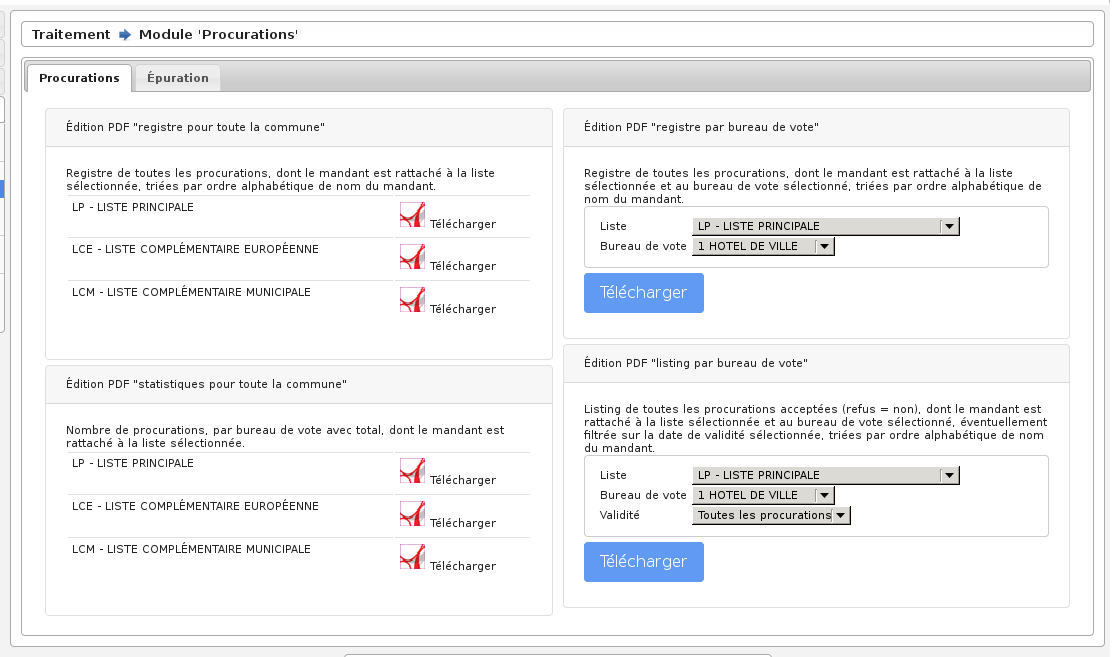 Traitement Module 'Procurations'
Procurations
Épuration
Édition PDF "registre pour toute la commune"
Registre de toutes les procurations, dont le mandant est rattaché à la liste
sélectionnée, triées par ordre alphabétique de nom du mandant.
LP - LISTE PRINCIPALE
Télécharger
LCE - LISTE COMPLÉMENTAIRE EUROPÉENNE
Télécharger
LCM - LISTE COMPLÉMENTAIRE MUNICIPALE
Télécharger
Édition PDF "statistiques pour toute la commune"
Nombre de procurations, par bureau de vote avec total, dont le mandant est
rattaché à la liste sélectionnée.
LP - LISTE PRINCIPALE
Télécharger
LCE - LISTE COMPLÉMENTAIRE EUROPÉENNE
Télécharger
LCM - LISTE COMPLÉMENTAIRE MUNICIPALE
Télécharger
Édition PDF "registre par bureau de vote"
Registre de toutes les procurations, dont le mandant est rattaché à la liste
sélectionnée et au bureau de vote sélectionné, triées par ordre alphabétique de
nom du mandant.
Liste LP - LISTE PRINCIPALE
Bureau de vote 1 HOTEL DE VILLE
Télécharger
Édition PDF "listing par bureau de vote"
Listing de toutes les procurations acceptées (refus = non), dont le mandant est
rattaché à la liste sélectionnée et au bureau de vote sélectionné, éventuellement
filtrée sur la date de validité sélectionnée, triées par ordre alphabétique de nom
du mandant.
Liste LP - LISTE PRINCIPALE
Bureau de vote 1 HOTEL DE VILLE
Validité Toutes les procurations
Télécharger